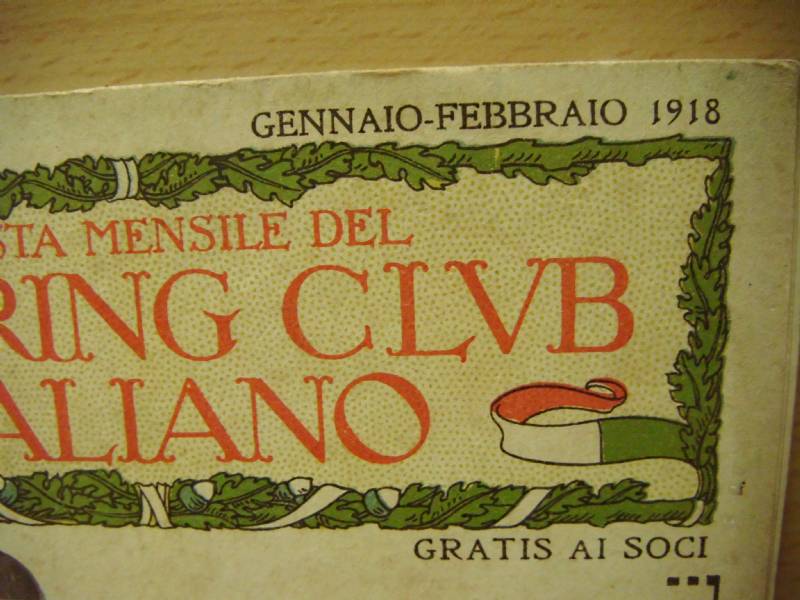 GENNAIO-FEBBRAIO 1918
STA MENSILE DEL
RING CLVB
ALIANO
GRATIS AI SOCI